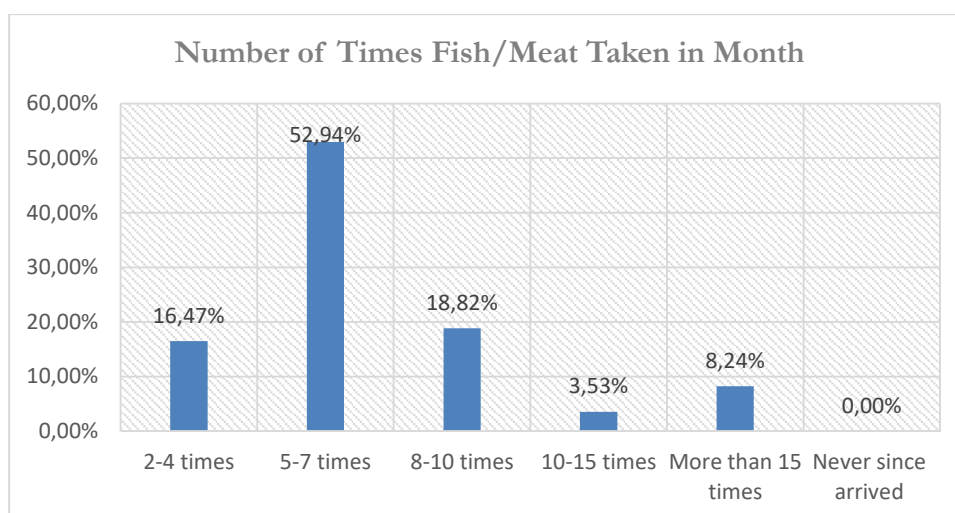 Number of Times Fish/Meat Taken in Month
60,00%
50,00%
40,00%
30,00%
20,00%
10,00%
0,00%
16,47%
52,94%
18,82%
3,53%
8,24%
0,00%
2-4 times
5-7 times
8-10 times
10-15 times
More than 15
times
Never since
arrived